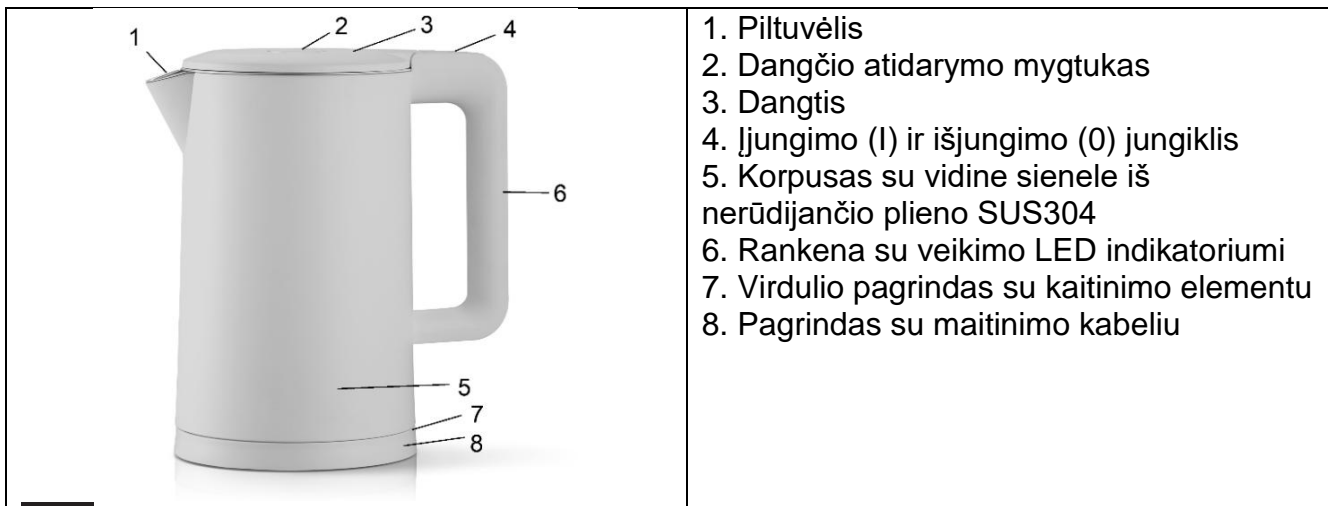 1
2
3
4
6
5
7
8
1. Piltuvėlis
2. Dangčio atidarymo mygtukas
3. Dangtis
4. Įjungimo (I) ir išjungimo (0) jungiklis
5. Korpusas su vidine sienele iš
nerūdijančio plieno SUS304
6. Rankena su veikimo LED indikatoriumi
7. Virdulio pagrindas su kaitinimo elementu
8. Pagrindas su maitinimo kabeliu